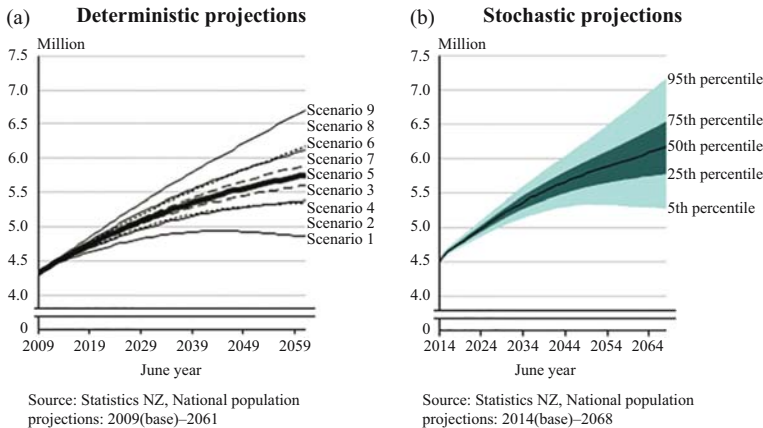 (a) Deterministic projections
Million
7.5
7.0
6.5
6.0
5.5
5.0
4.5
4.0
0
Scenario 9
Scenario 8
Scenario 6
Scenario 7
Scenario 5
Scenario 3
Scenario 4
Scenario 2
Scenario 1
2009 2019 2029 2039 2049 2059
June year
Source: Statistics NZ, National population
projections: 2009(base)–2061
(b) Stochastic projections
Million
7.5
7.0
6.5
6.0
5.5
5.0
4.5
4.0
0
95th percentile
75th percentile
50th percentile
25th percentile
5th percentile
2014 2024 2034 2044 2054 2064
June year
Source: Statistics NZ, National population
projections: 2014(base)–2068